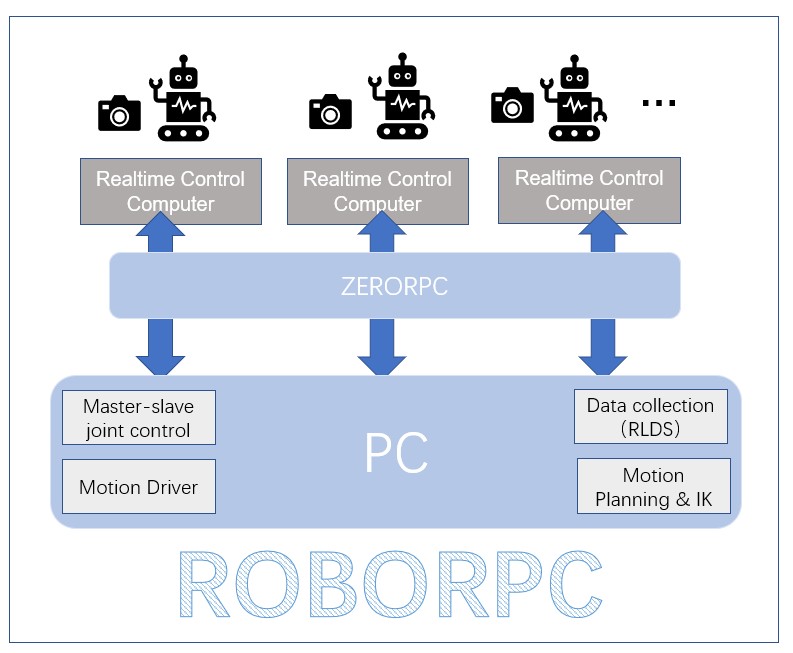 ...
Realtime Control
Computer
Realtime Control
Computer
Realtime Control
Computer
ZERORPC
Master-slave
joint control
Motion Driver
PC
Data collection
（RLDS）
Motion
Planning & IK
ROBORPC